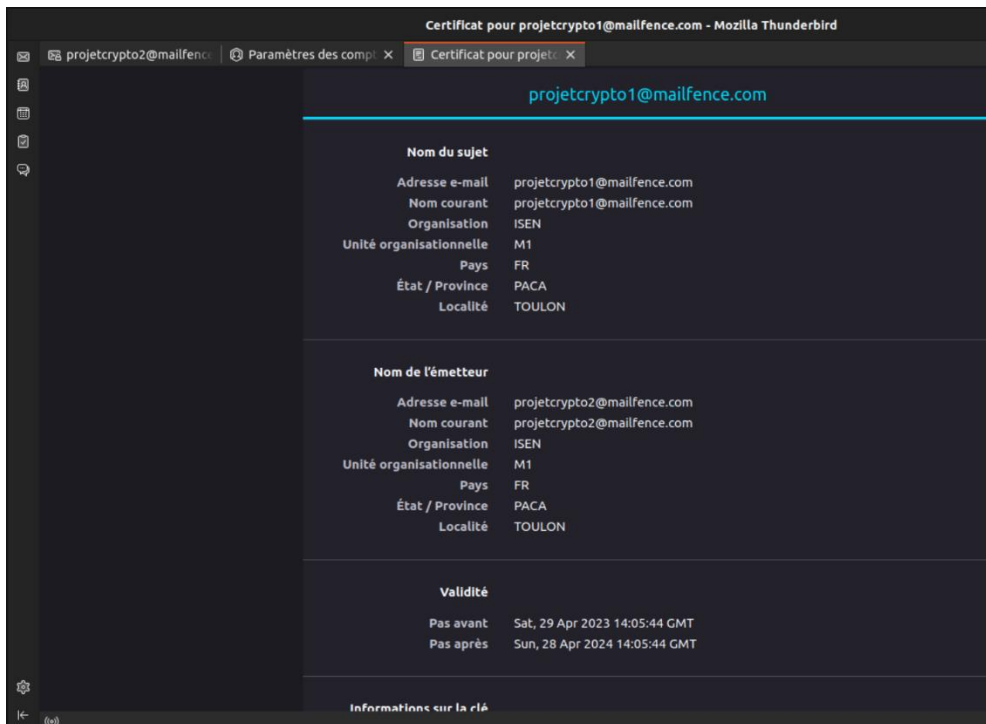 Certificat pour projetcrypto1@mailfence.com - Mozilla Thunderbird
projetcrypto2@mailfenc Paramètres des compt Certificat pour projetc
projetcrypto1@mailfence.com
Nom du sujet
Adresse e-mail projetcrypto1@mailfence.com
Nom courant projetcrypto1@mailfence.com
Organisation ISEN
Unité organisationnelle M1
Pays FR
État / Province PACA
Localité TOULON
Nom de l’émetteur
Adresse e-mail projetcrypto2@mailfence.com
Nom courant projetcrypto2@mailfence.com
Organisation ISEN
Unité organisationnelle M1
Pays FR
État / Province PACA
Localité TOULON
Validité
Pas avant Sat, 29 Apr 2023 14:05:44 GMT
Pas après Sun, 28 Apr 2024 14:05:44 GMT
Informations sur la clé